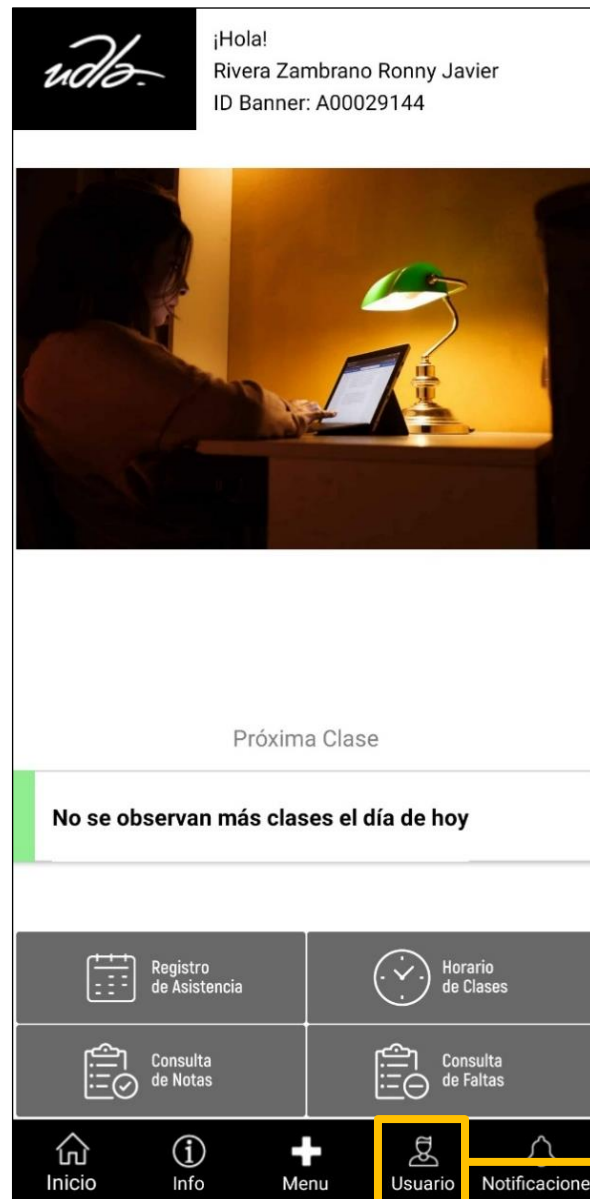 udla-
¡Hola!
Rivera Zambrano Ronny Javier
ID Banner: A00029144
Próxima Clase
No se observan más clases el día de hoy
Registro
de Asistencia
Horario
de Clases
Consulta
de Notas
Consulta
de Faltas
Inicio
Info
Menu
Usuario
Notificacione